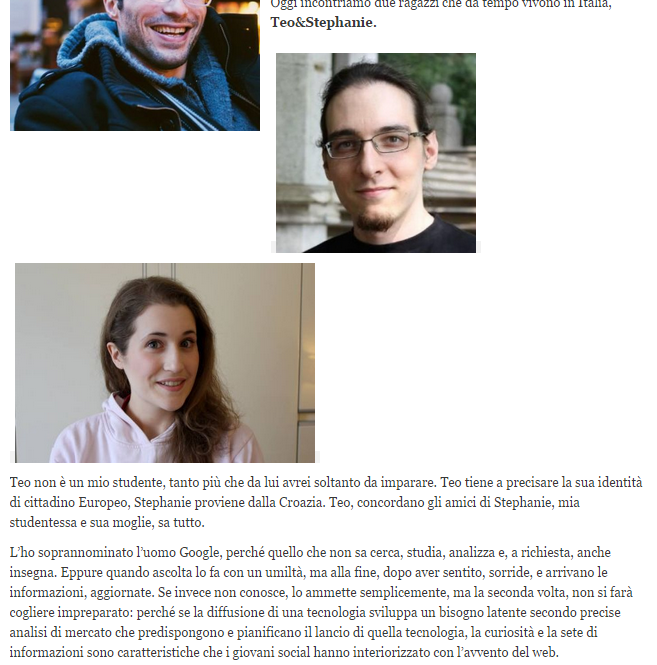 Oggi incontriamo due ragazzi che da tempo vivono in Italia,
Teo&Stephanie.
Teo non è un mio studente, tanto più che da lui avrei soltanto da imparare. Teo tiene a precisare la sua identità
di cittadino Europeo, Stephanie proviene dalla Croazia. Teo, concordano gli amici di Stephanie, mia
studentessa e sua moglie, sa tutto.
L’ho soprannominato l’uomo Google, perché quello che non sa cerca, studia, analizza e, a richiesta, anche
insegna. Eppure quando ascolta lo fa con un umiltà, ma alla fine, dopo aver sentito, sorride, e arrivano le
informazioni, aggiornate. Se invece non conosce, lo ammette semplicemente, ma la seconda volta, non si farà
cogliere impreparato: perché se la diffusione di una tecnologia sviluppa un bisogno latente secondo precise
analisi di mercato che predispongono e pianificano il lancio di quella tecnologia, la curiosità e la sete di
informazioni sono caratteristiche che i giovani social hanno interiorizzato con l’avvento del web.